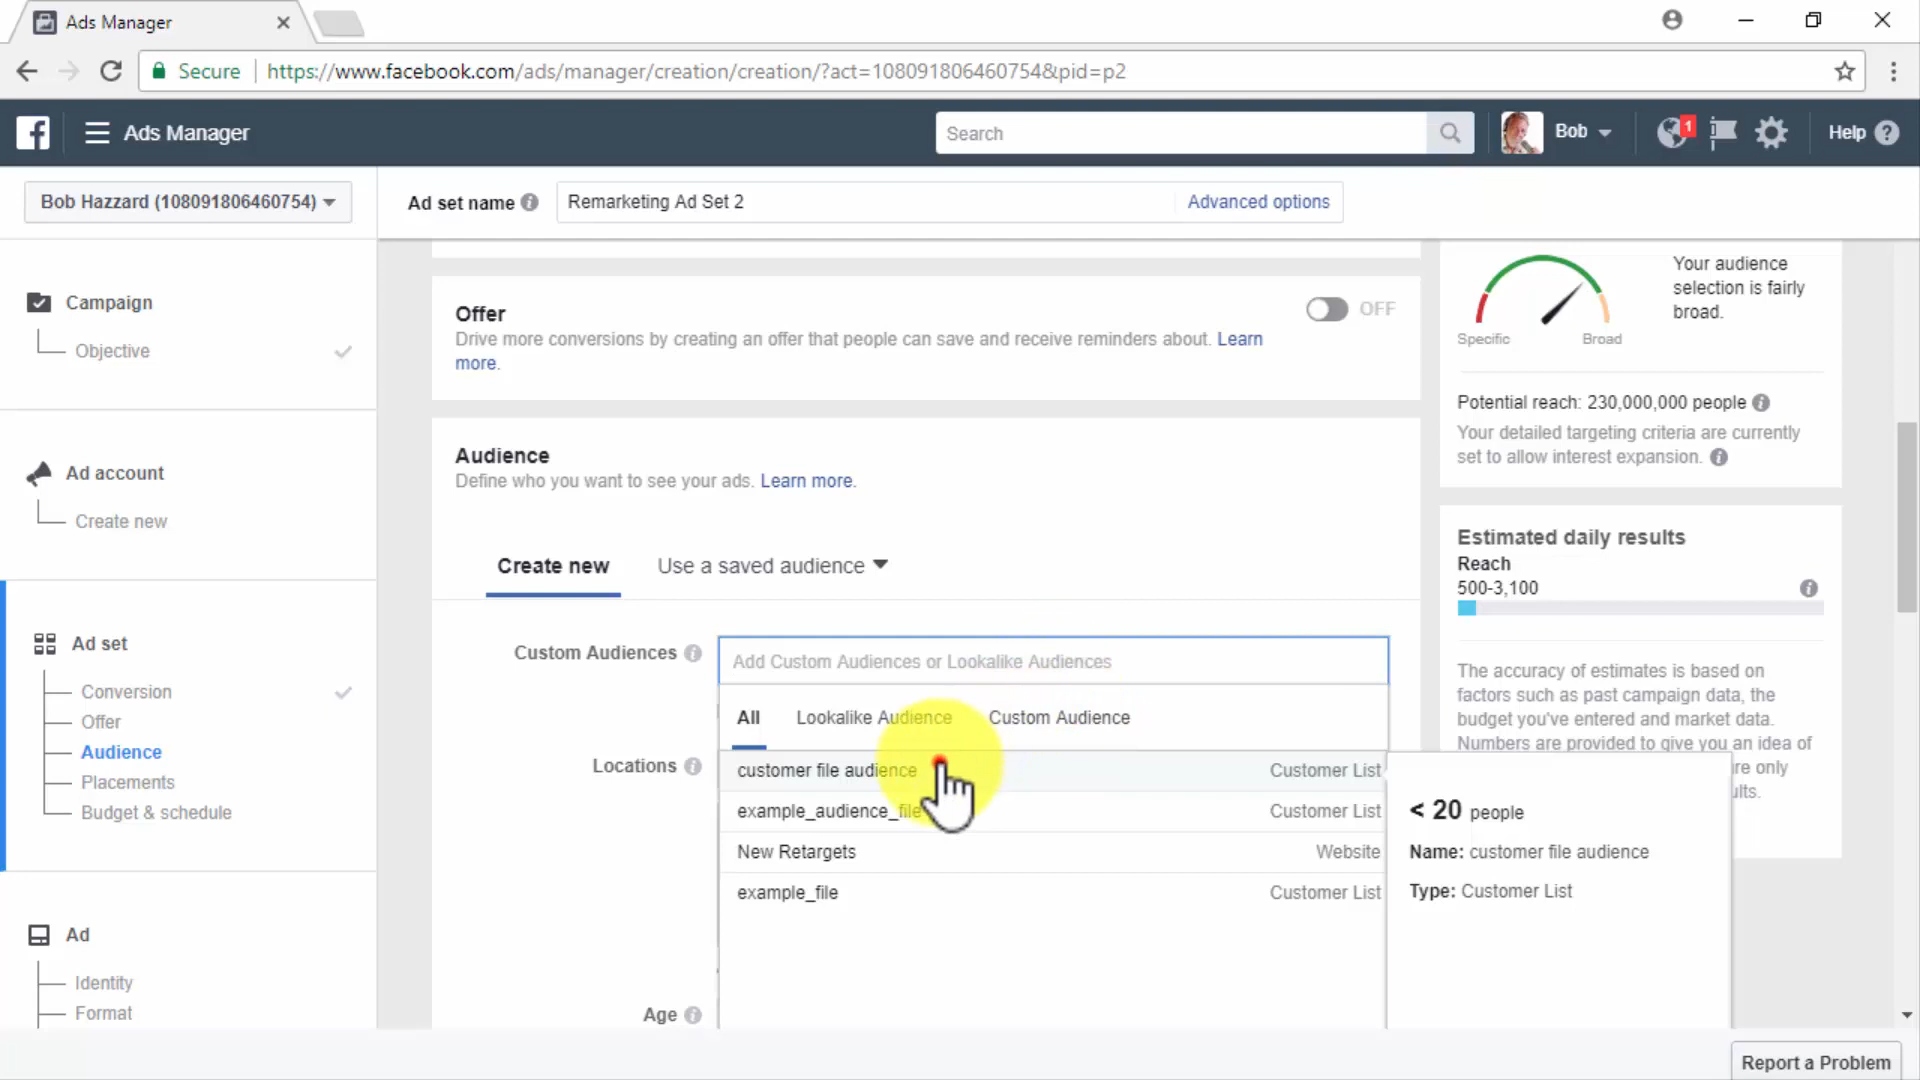 Ads Manager
Secure
https://www.facebook.com/ads/manager/creation/creation/?act=108091806460754&pid=p2
Ads Manager
Search
Bob
1
Help
Bob Hazzard (108091806460754)
Ad set name
Remarketing Ad Set 2
Advanced options
Campaign
Objective
Ad account
Create new
Ad set
Conversion
Offer
Audience
Placements
Budget & schedule
Ad
Identity
Format
Offer
OFF
Drive more conversions by creating an offer that people can save and receive reminders about. Learn
more.
Audience
Define who you want to see your ads. Learn more.
Create new
Use a saved audience
Custom Audiences
Add Custom Audiences or Lookalike Audiences
All
Lookalike Audience
Custom Audience
Locations
customer file audience
Customer List
example_audience_file
Customer List
New Retargets
Website
example_file
Customer List
Age
< 20 people
Name: customer file audience
Type: Customer List
Your audience
selection is fairly
broad.
Specific
Broad
Potential reach: 230,000,000 people
Your detailed targeting criteria are currently
set to allow interest expansion.
Estimated daily results
Reach
500-3,100
The accuracy of estimates is based on
factors such as past campaign data, the
budget you've entered and market data.
Numbers are provided to give you an idea of
re only
ults.
Report a Problem